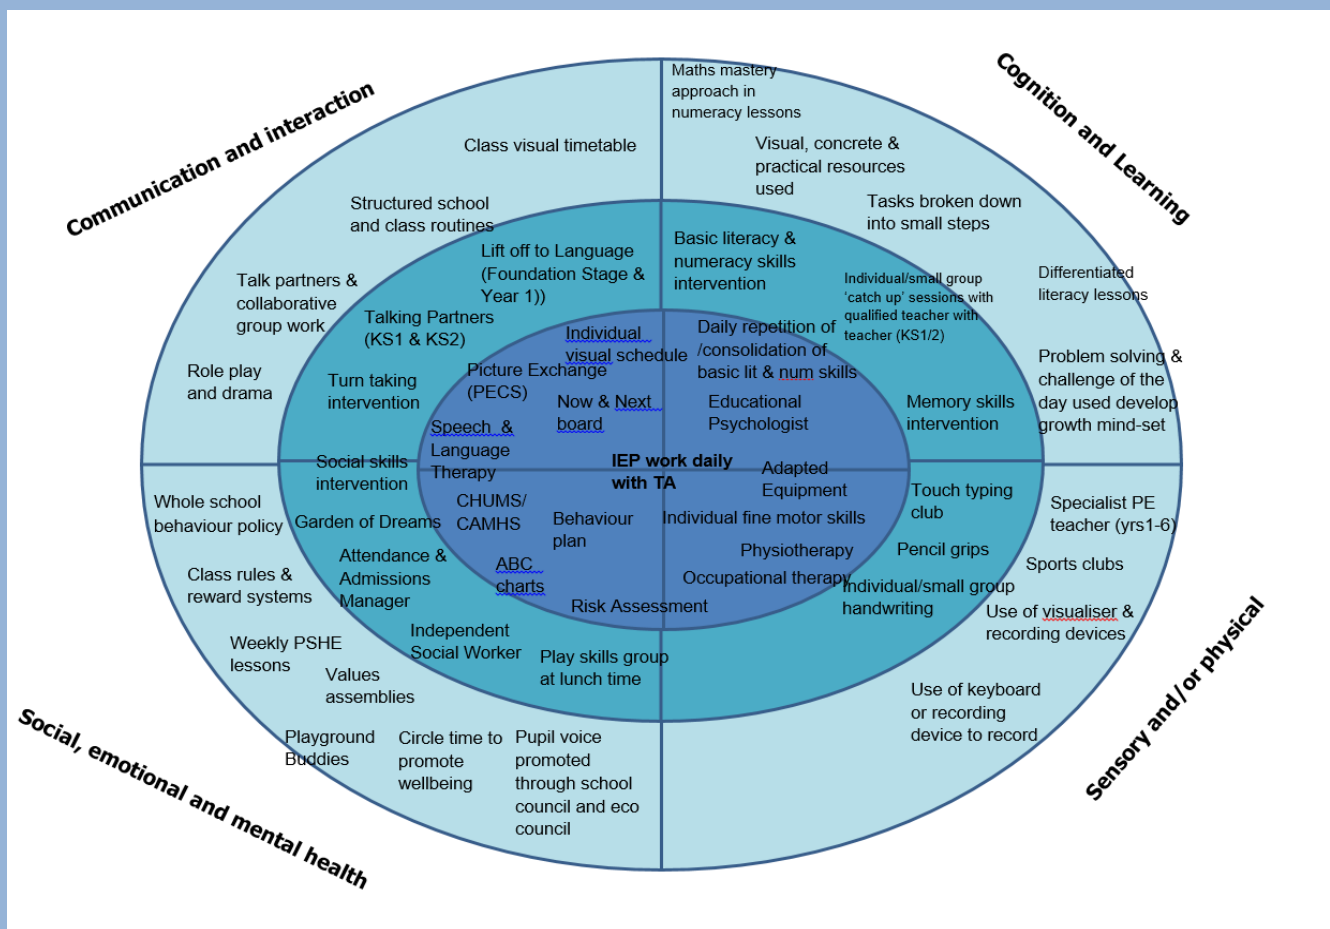 Communication and interaction
Class visual timetable
Structured school
and class routines
Talk partners &
collaborative
group work
Role play
and drama
Lift off to Language
(Foundation Stage &
Year 1))
Talking Partners
(KS1 & KS2)
Turn taking
intervention
Individual
visual schedule
Picture Exchange
(PECS)
Now & Next
board
Speech &
Language
Therapy
Cognition and Learning
Maths mastery
approach in
numeracy lessons
Visual, concrete &
practical resources
used
Tasks broken down
into small steps
Differentiated
literacy lessons
Problem solving &
challenge of the
day used develop
growth mind-set
Basic literacy &
numeracy skills
intervention
Individual/small group
‘catch up’ sessions with
qualified teacher with
teacher (KS1/2)
Memory skills
intervention
Daily repetition of
/consolidation of
basic lit & num skills
Educational
Psychologist
IEP work daily
with TA
Social skills
intervention
Whole school
behaviour policy
Garden of Dreams
Class rules &
reward systems
Attendance &
Admissions
Manager
Weekly PSHE
lessons
Independent
Social Worker
Values
assemblies
Play skills group
at lunch time
Playground
Buddies
Circle time to
promote
wellbeing
Pupil voice
promoted
through school
council and eco
council
CHUMS/
CAMHS
Behaviour
plan
ABC
charts
Risk Assessment
Social, emotional and mental health
Adapted
Equipment
Individual fine motor skills
Physiotherapy
Occupational therapy
Touch typing
club
Pencil grips
Individual/small group
handwriting
Specialist PE
teacher (yrs1-6)
Sports clubs
Use of visualiser &
recording devices
Use of keyboard
or recording
device to record
Sensory and/or physical